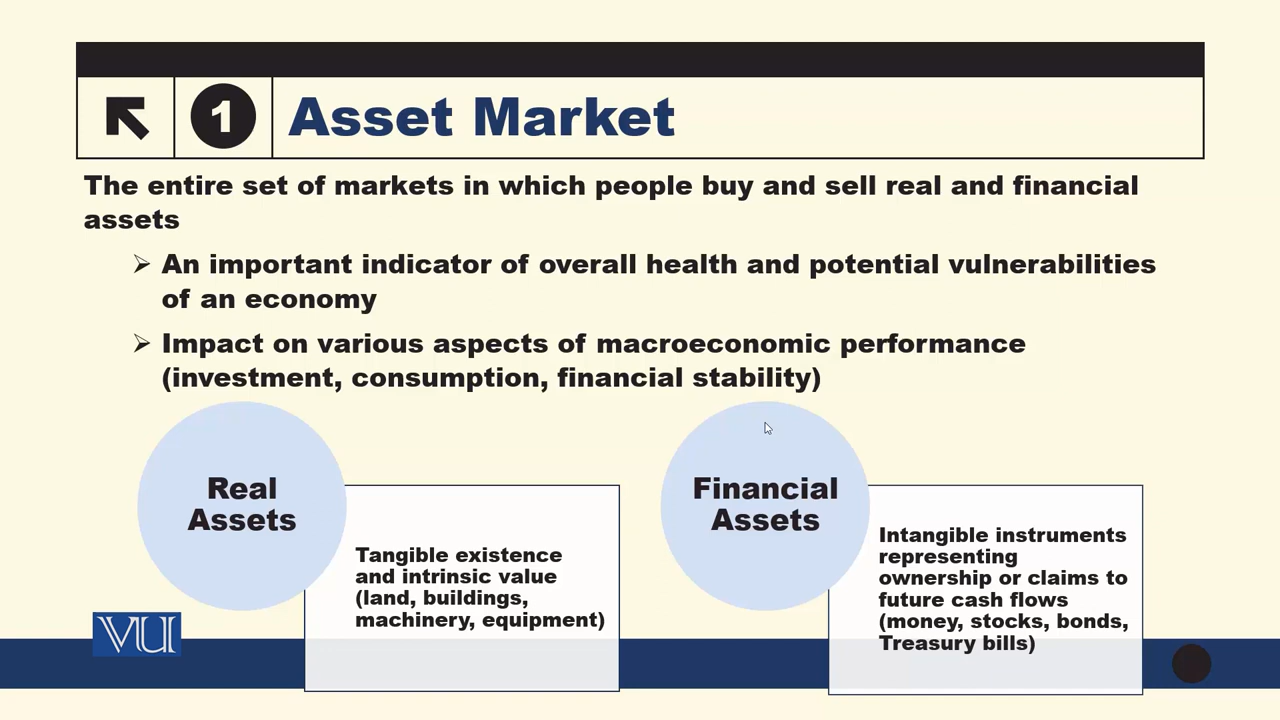 1
Asset Market
The entire set of markets in which people buy and sell real and financial
assets
An important indicator of overall health and potential vulnerabilities
of an economy
Impact on various aspects of macroeconomic performance
(investment, consumption, financial stability)
Real
Assets
Tangible existence
and intrinsic value
(land, buildings,
machinery, equipment)
Financial
Assets
Intangible instruments
representing
ownership or claims to
future cash flows
(money, stocks, bonds,
Treasury bills)
VU